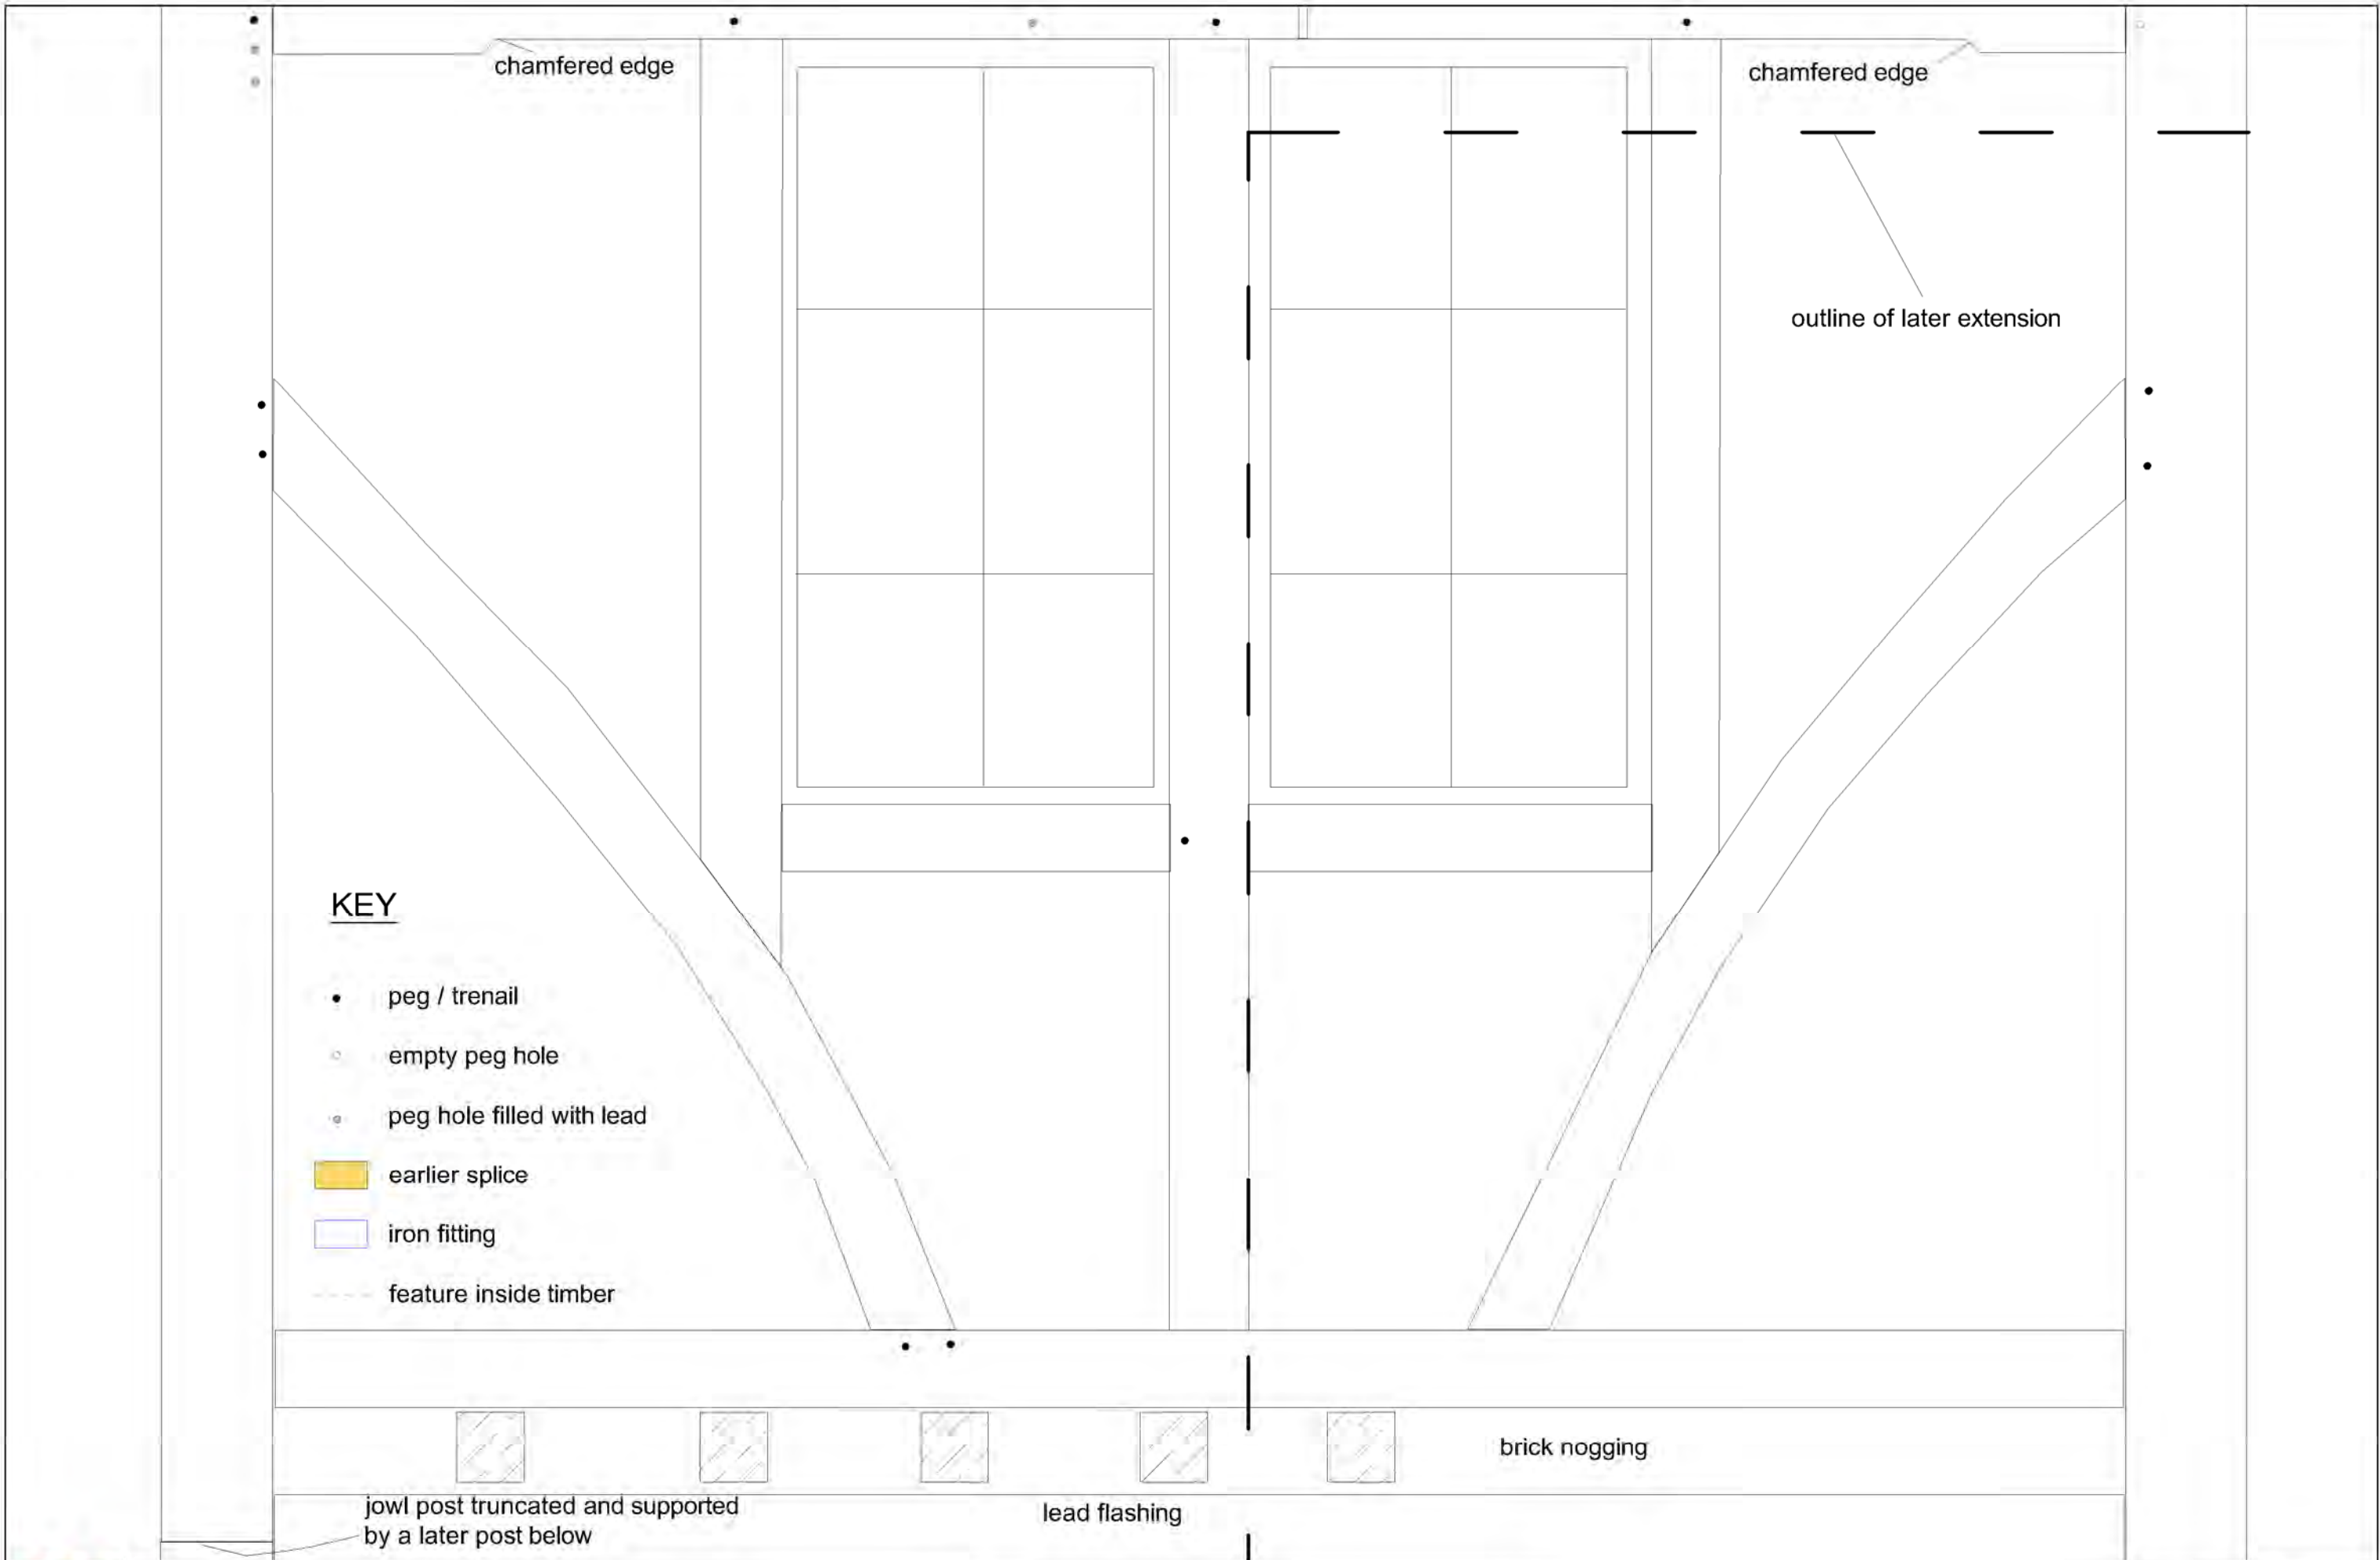 chamfered edge
chamfered edge
outline of later extension
KEY
peg / trenail
empty peg hole
peg hole filled with lead
earlier splice
iron fitting
feature inside timber
brick nogging
jowl post truncated and supported
by a later post below
lead flashing